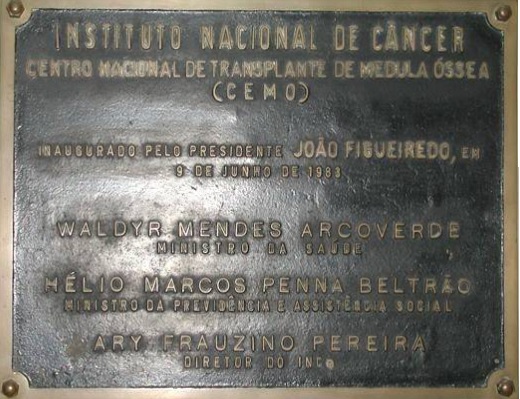 INSTITUTO NACIONAL DE CÂNCER
CENTRO NACIONAL DE TRANSPLANTE DE MEDULA ÓSSEA
(CEMO)
INAUGURADO PELO PRESIDENTE JOÃO FIGUEIREDO, EM
9 DE JUNHO DE 1983
WALDYR MENDES ARCOVERDE
MINISTRO DA SAÚDE
HÉLIO MARCOS PENNA BELTRÃO
MINISTRO DA PREVIDÊNCIA E ASSISTÊNCIA SOCIAL
ARY FRAUZINO PEREIRA
DIRETOR DO INC